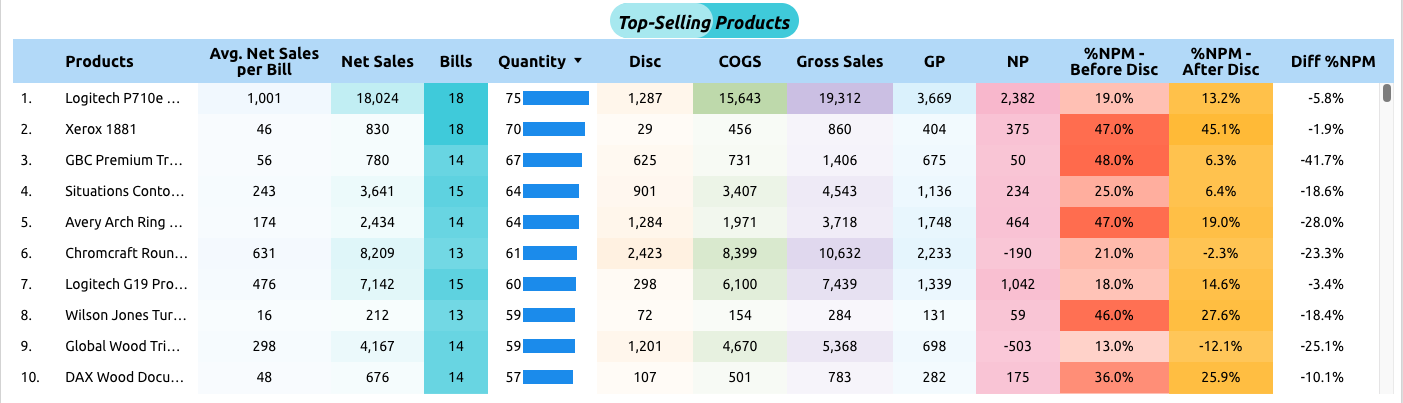 Top-Selling Products
Products Avg. Net Sales per Bill Net Sales Bills Quantity Disc COGS Gross Sales GP NP %NPM - Before Disc %NPM - After Disc Diff %NPM
1. Logitech P710e ... 1,001 18,024 18 75 1,287 15,643 19,312 3,669 2,382 19.0% 13.2% -5.8%
2. Xerox 1881 46 830 18 70 29 456 860 404 375 47.0% 45.1% -1.9%
3. GBC Premium Tr... 56 780 14 67 625 731 1,406 675 50 48.0% 6.3% -41.7%
4. Situations Conto... 243 3,641 15 64 901 3,407 4,543 1,136 234 25.0% 6.4% -18.6%
5. Avery Arch Ring ... 174 2,434 14 64 1,284 1,971 3,718 1,748 464 47.0% 19.0% -28.0%
6. Chromcraft Roun... 631 8,209 13 61 2,423 8,399 10,632 2,233 -190 21.0% -2.3% -23.3%
7. Logitech G19 Pro... 476 7,142 15 60 298 6,100 7,439 1,339 1,042 18.0% 14.6% -3.4%
8. Wilson Jones Tur... 16 212 13 59 72 154 284 131 59 46.0% 27.6% -18.4%
9. Global Wood Tri... 298 4,167 14 59 1,201 4,670 5,368 698 -503 13.0% -12.1% -25.1%
10. DAX Wood Docu... 48 676 14 57 107 501 783 282 175 36.0% 25.9% -10.1%